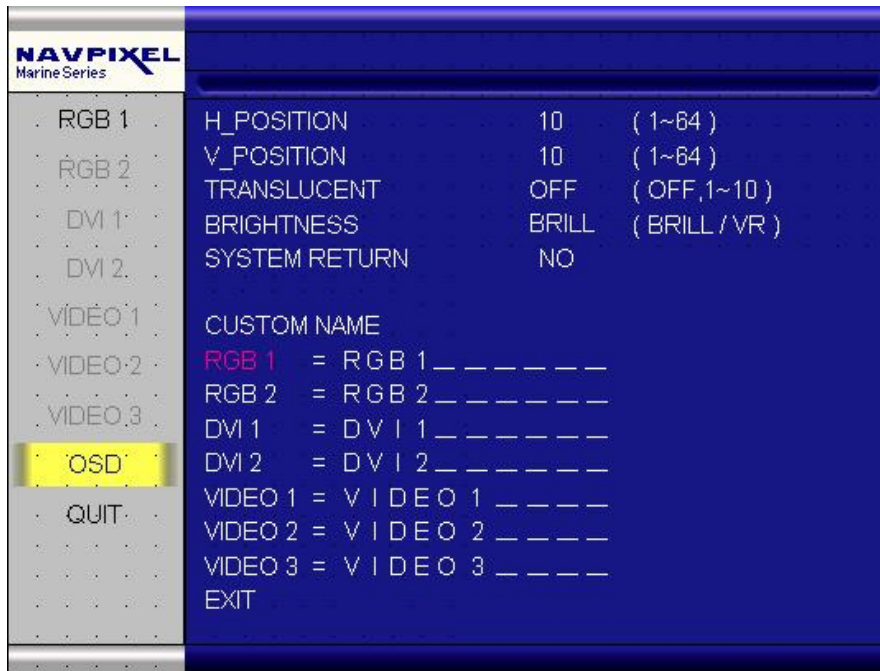 NAVPIXEL
Marine Series
RGB 1
RGB 2
DVI 1
DVI 2
VIDEO 1
VIDEO 2
VIDEO 3
OSD
QUIT
H_POSITION 10 ( 1~64 )
V_POSITION 10 ( 1~64 )
TRANSLUCENT OFF ( OFF,1~10 )
BRIGHTNESS BRILL ( BRILL / VR )
SYSTEM RETURN NO
CUSTOM NAME
RGB 1 = R G B 1 _ _ _ _ _ _
RGB 2 = R G B 2 _ _ _ _ _ _
DVI 1 = D V I 1 _ _ _ _ _ _
DVI 2 = D V I 2 _ _ _ _ _ _
VIDEO 1 = V I D E O 1 _ _ _ _
VIDEO 2 = V I D E O 2 _ _ _ _
VIDEO 3 = V I D E O 3 _ _ _ _
EXIT